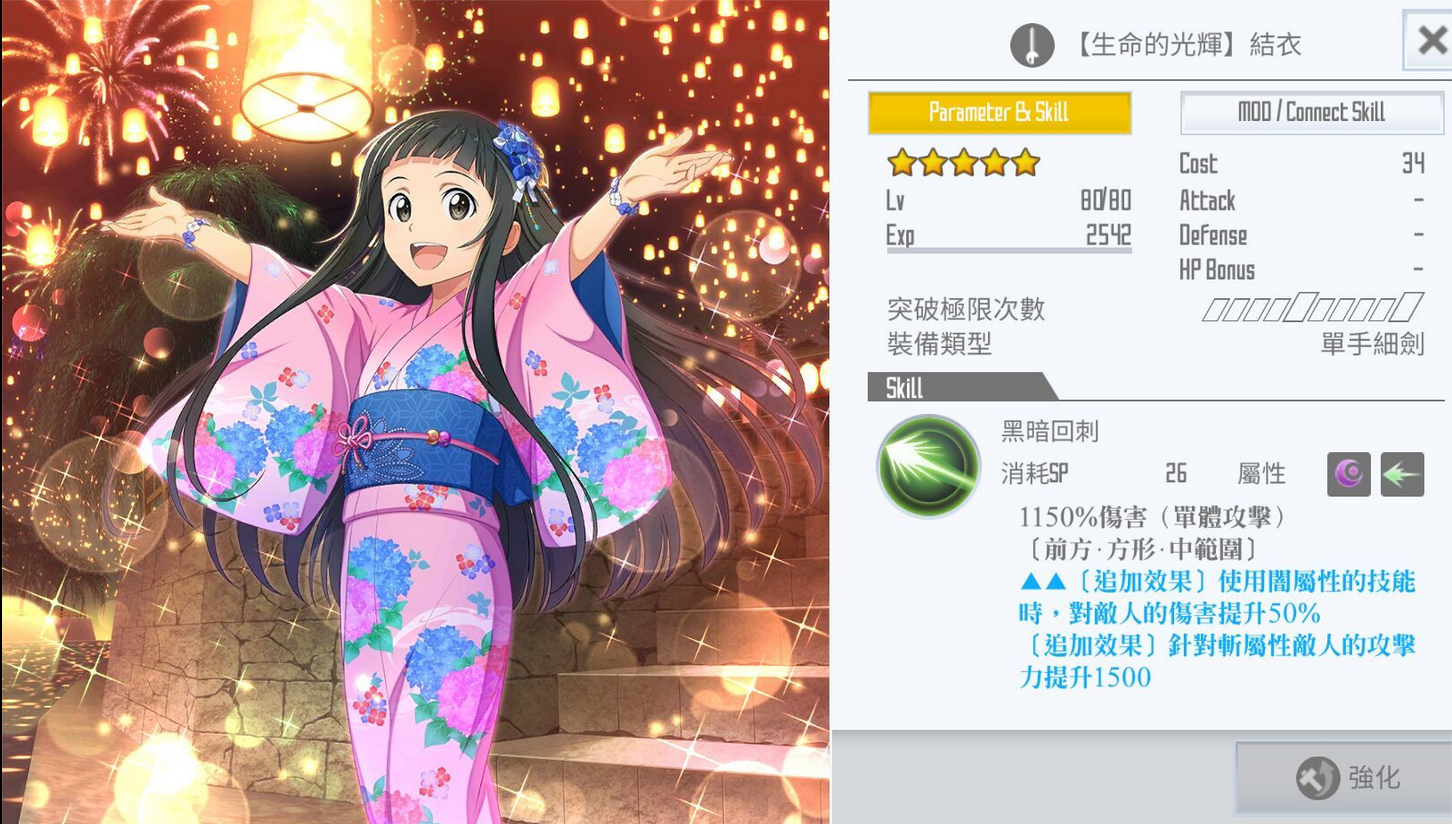 【生命的光輝】結衣
Parameter & Skill
MOD / Connect Skill
Lv 80/80
Exp 2542
Cost 34
Attack -
Defense -
HP Bonus -
突破極限次數
裝備類型 單手細劍
Skill
黑暗回刺
消耗SP 26 屬性
1150%傷害（單體攻擊）
〔前方·方形·中範圍〕
▲▲〔追加效果〕使用闇屬性的技能
時，對敵人的傷害提升50%
〔追加效果〕針對斬屬性敵人的攻擊
力提升1500
強化